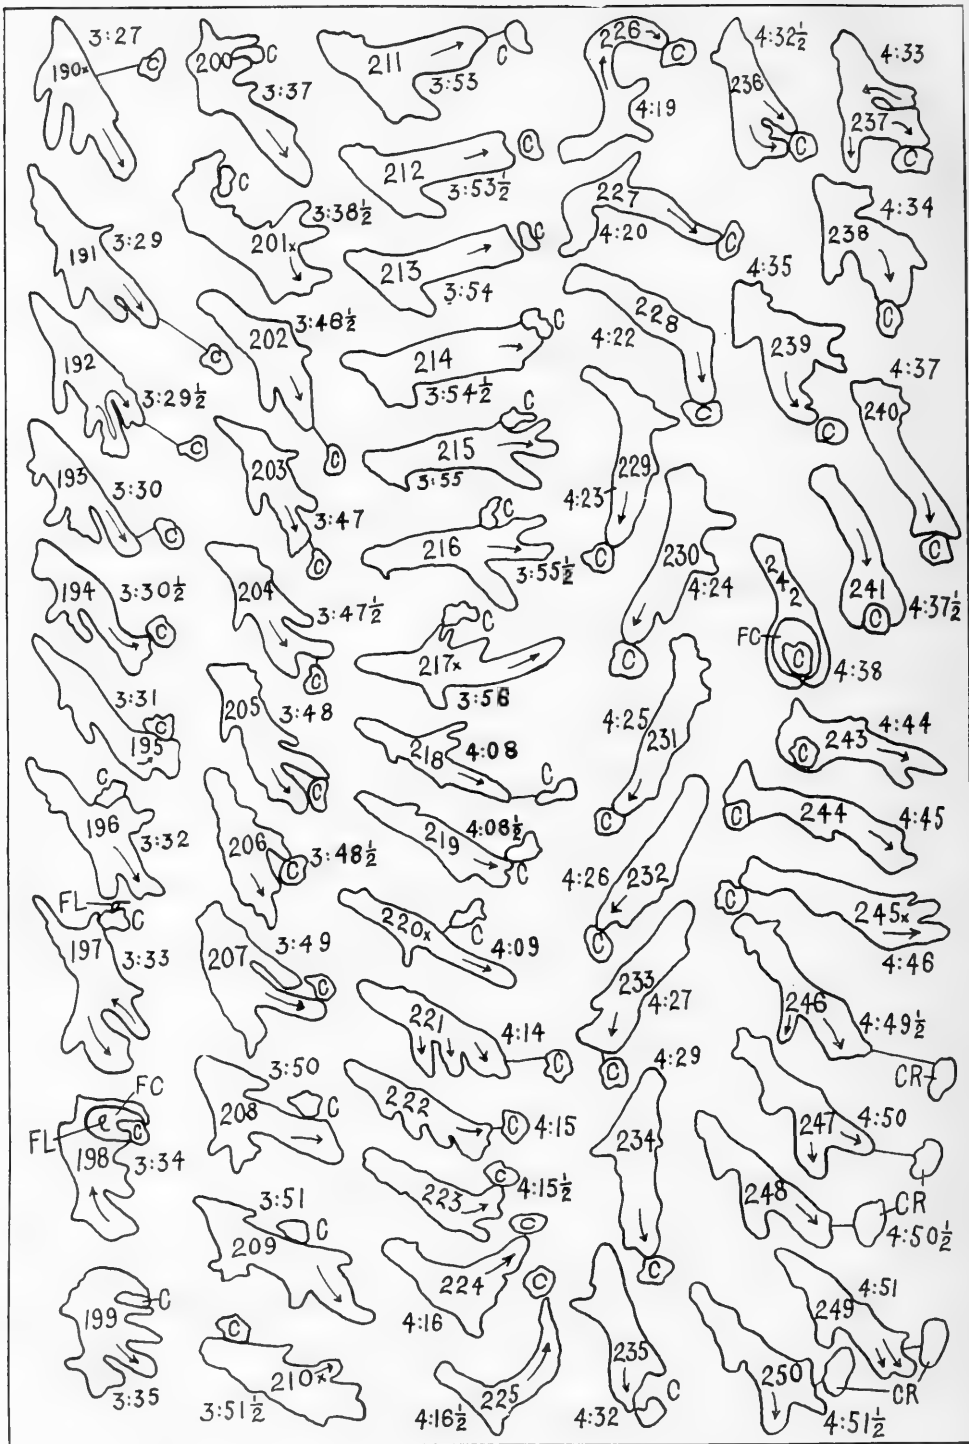 190x 3:27 C
191 3:29 C
192 3:29½ C
193 3:30 C
194 3:30½ C
195 3:31 C
196 3:32 C
197 3:33 FL C
198 3:34 FC FL C
199 3:35 C
200 3:37 C
201x 3:38½ C
202 3:46½ C
203 3:47 C
204 3:47½ C
205 3:48 C
206 3:48½ C
207 3:49 C
208 3:50 C
209 3:51 C
210x 3:51½ C
211 3:53 C
212 3:53½ C
213 3:54 C
214 3:54½ C
215 3:55 C
216 3:55½ C
217x 3:56 C
218 4:08 C
219 4:08½ C
220x 4:09 C
221 4:14 C
222 4:15 C
223 4:15½ C
224 4:16 C
225 4:16½ C
226 4:19 C
227 4:20 C
228 4:22 C
229 4:23 C
230 4:24 C
231 4:25 C
232 4:26 C
233 4:27 C
234 4:29 C
235 4:32 C
236 4:32½ C
237 4:33 C
238 4:34 C
239 4:35 C
240 4:37 C
241 4:37½ C
242 4:38 FC C
243 4:44 C
244 4:45 C
245x 4:46 C
246 4:49½ CR
247 4:50 CR
248 4:50½
249 4:51 CR
250 4:51½